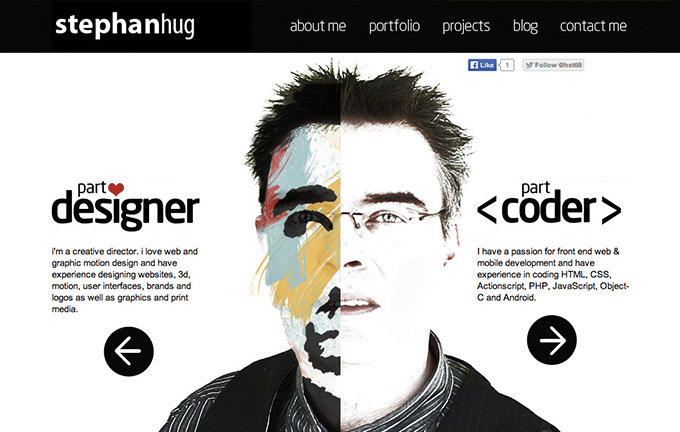 stephanhug
about me
portfolio
projects
blog
contact me
Like
1
Follow @hst68
part
designer
i'm a creative director. i love web and
graphic motion design and have
experience designing websites, 3d,
motion, user interfaces, brands and
logos as well as graphics and print
media.
part
<coder>
I have a passion for front end web &
mobile development and have
experience in coding HTML, CSS,
Actionscript, PHP, JavaScript, Object-
C and Android.